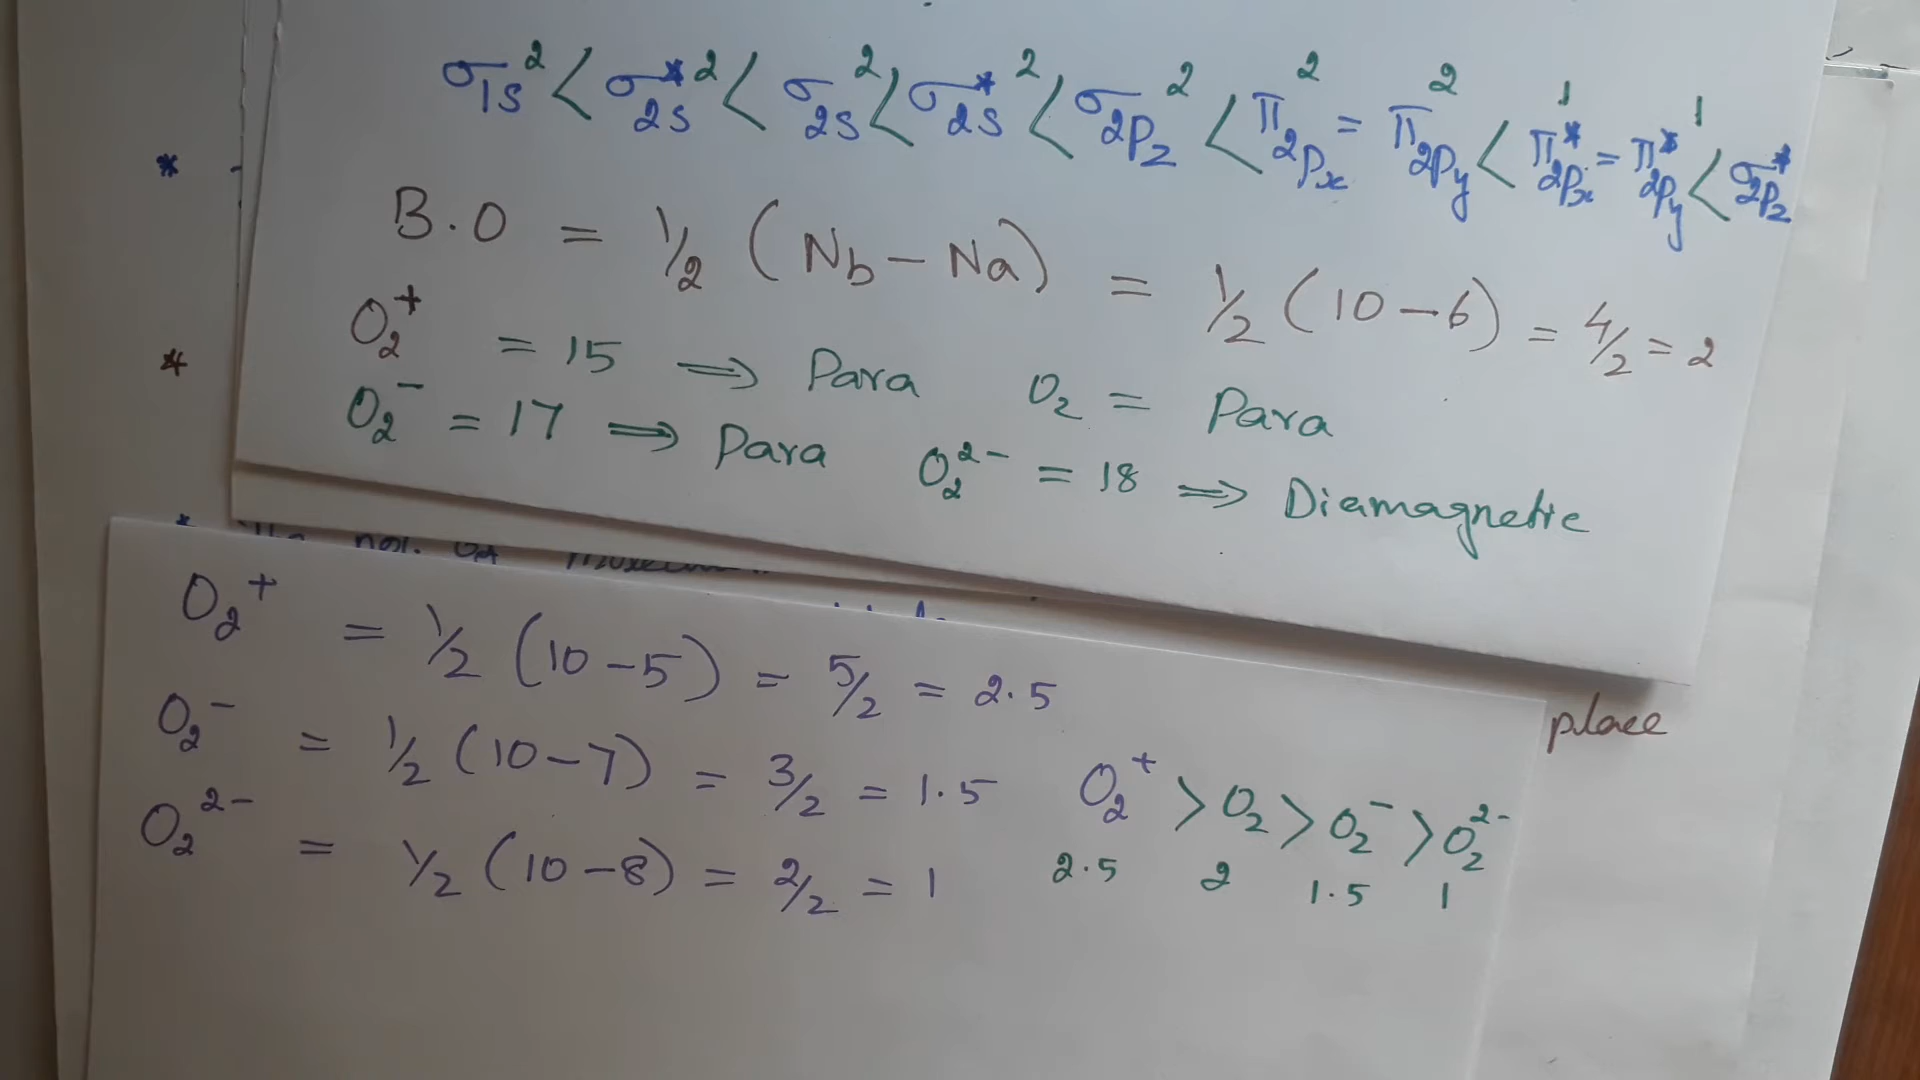 σ1s² < σ*2s² < σ2s² < σ*2s² < σ2pz² < π2px² = π2py² < π*2px¹ = π*2py¹ < σ*2pz
B.O = 1/2 (Nb − Na) = 1/2 (10 − 6) = 4/2 = 2
O₂⁺ = 15 ⟹ Para O₂ = Para
O₂⁻ = 17 ⟹ Para O₂²⁻ = 18 ⟹ Diamagnetic
O₂⁺ = 1/2 (10 − 5) = 5/2 = 2.5
place
O₂⁻ = 1/2 (10 − 7) = 3/2 = 1.5
O₂²⁻ = 1/2 (10 − 8) = 2/2 = 1
O₂⁺ > O₂ > O₂⁻ > O₂²⁻
2.5 2 1.5 1